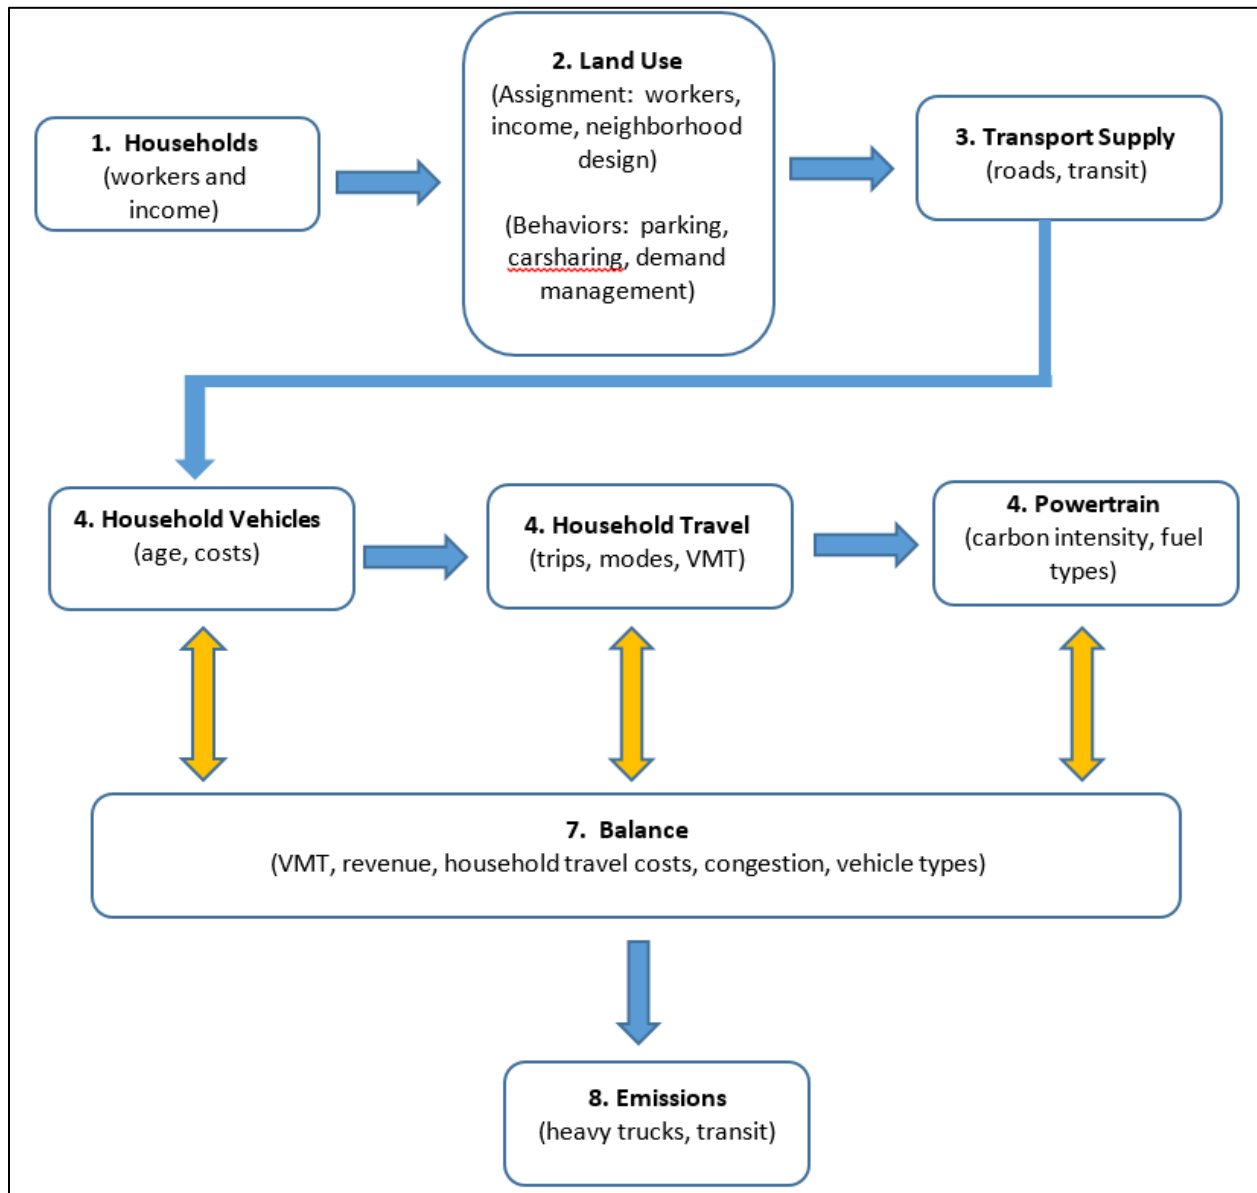 1. Households
(workers and
income)
2. Land Use
(Assignment: workers,
income, neighborhood
design)
(Behaviors: parking,
carsharing, demand
management)
3. Transport Supply
(roads, transit)
4. Household Vehicles
(age, costs)
4. Household Travel
(trips, modes, VMT)
4. Powertrain
(carbon intensity, fuel
types)
7. Balance
(VMT, revenue, household travel costs, congestion, vehicle types)
8. Emissions
(heavy trucks, transit)